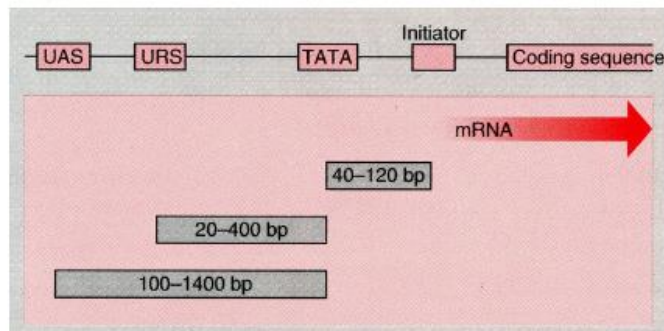 Initiator
UAS URS TATA Coding sequence
mRNA
40–120 bp
20–400 bp
100–1400 bp